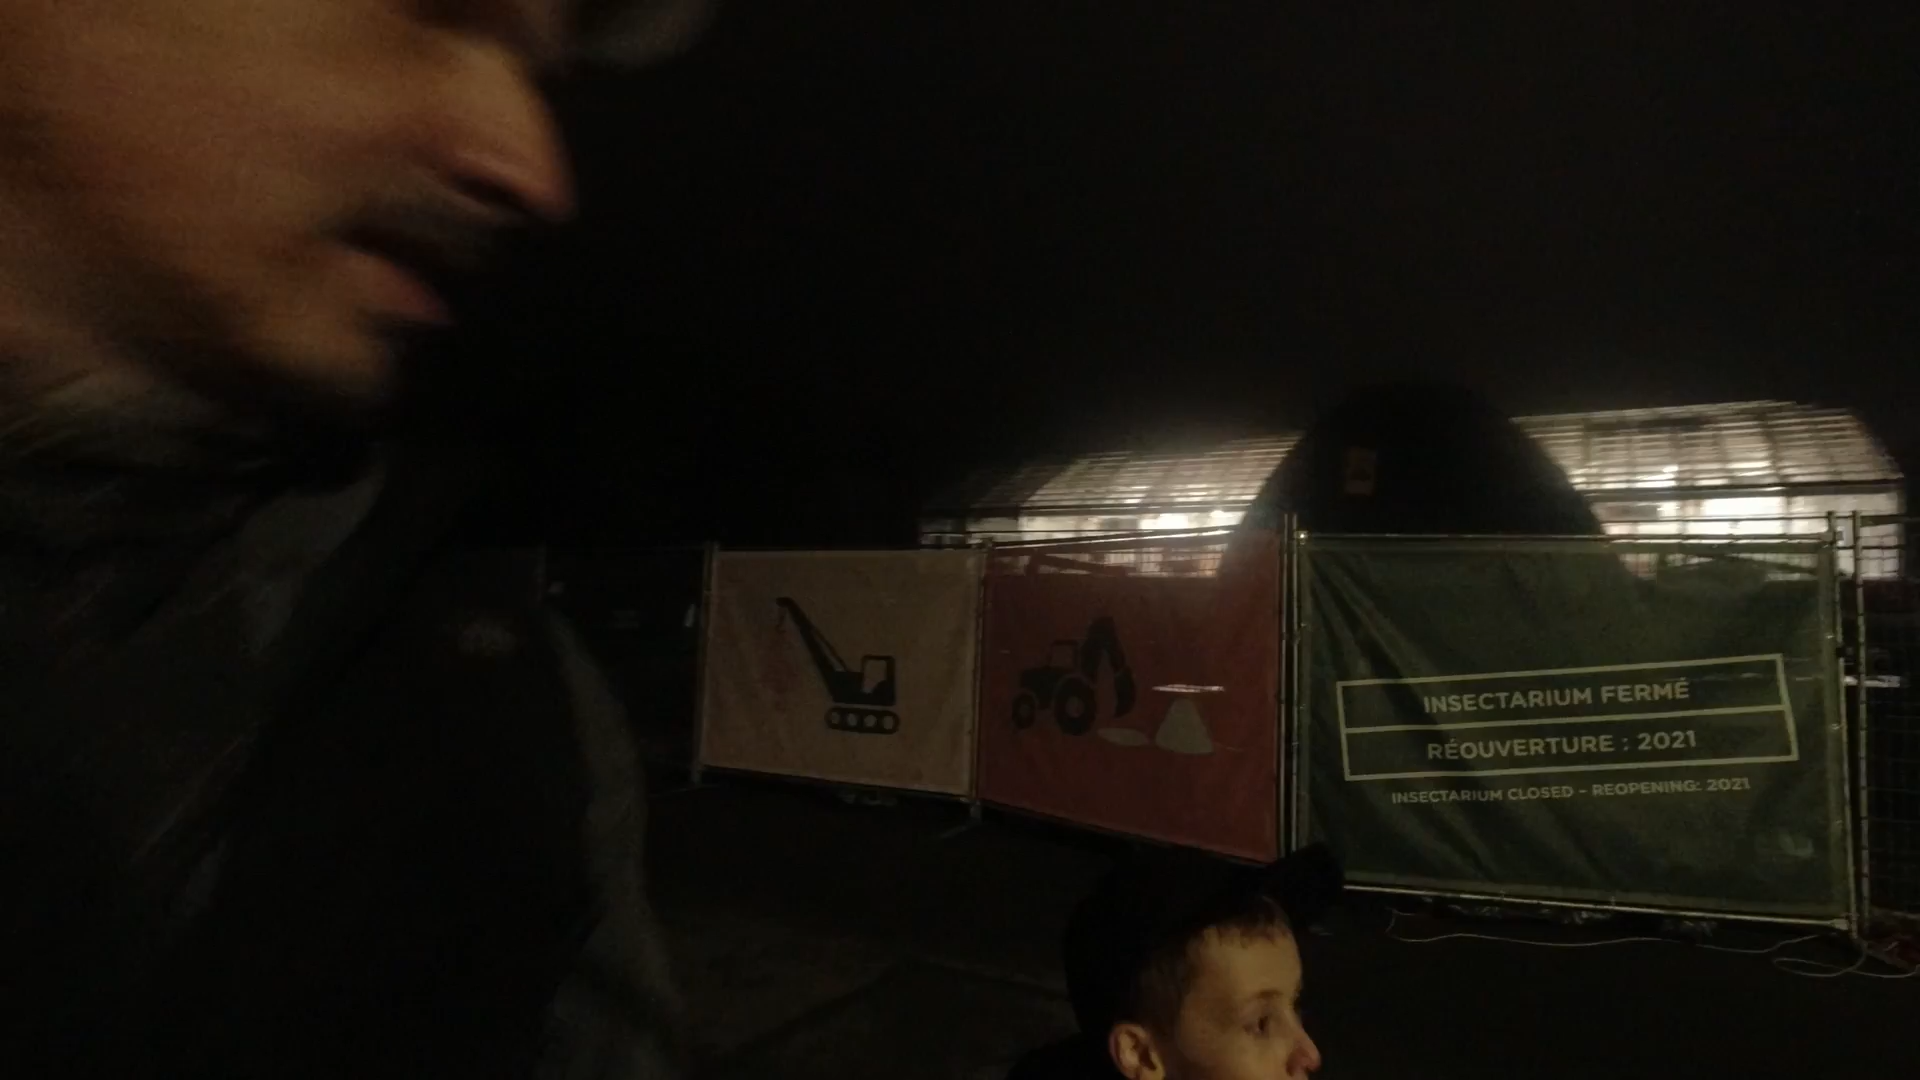 INSECTARIUM FERMÉ
RÉOUVERTURE : 2021
INSECTARIUM CLOSED - REOPENING: 2021